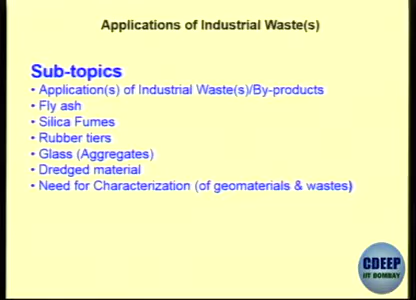 Applications of Industrial Waste(s)
Sub-topics
• Application(s) of Industrial Waste(s)/By-products
• Fly ash
• Silica Fumes
• Rubber tiers
• Glass (Aggregates)
• Dredged material
• Need for Characterization (of geomaterials & wastes)
CDEEP
IIT BOMBAY